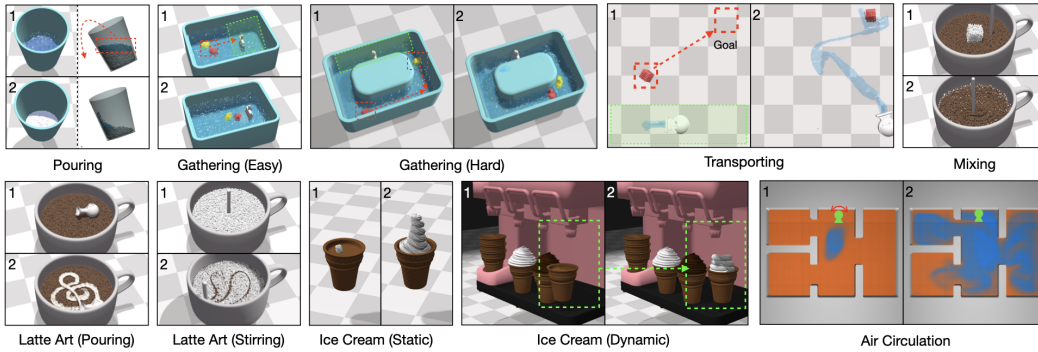 1
2
Pouring
1
2
Gathering (Easy)
1
2
Gathering (Hard)
1
Goal
2
Transporting
1
2
Mixing
1
2
Latte Art (Pouring)
1
2
Latte Art (Stirring)
1
2
Ice Cream (Static)
1
2
Ice Cream (Dynamic)
1
2
Air Circulation